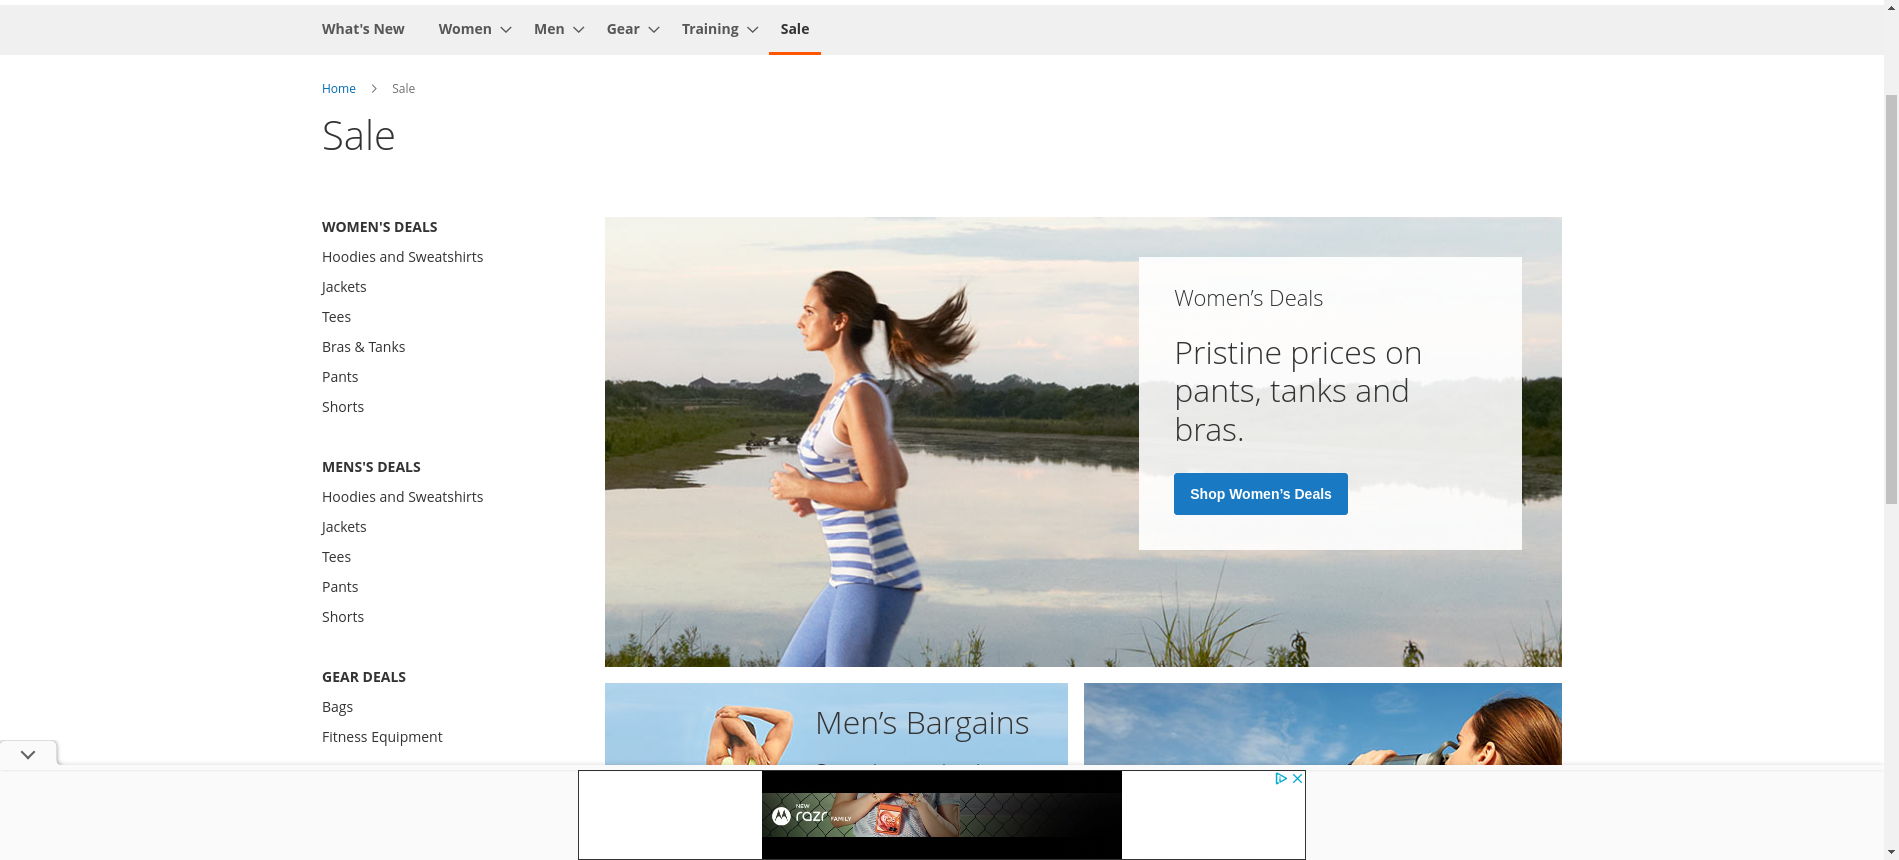 What's New
Women
Men
Gear
Training
Sale
Home
Sale
Sale
WOMEN'S DEALS
Hoodies and Sweatshirts
Jackets
Tees
Bras & Tanks
Pants
Shorts
MENS'S DEALS
Hoodies and Sweatshirts
Jackets
Tees
Pants
Shorts
GEAR DEALS
Bags
Fitness Equipment
Women’s Deals
Pristine prices on
pants, tanks and
bras.
Shop Women’s Deals
Men’s Bargains
NEW
razr FAMILY